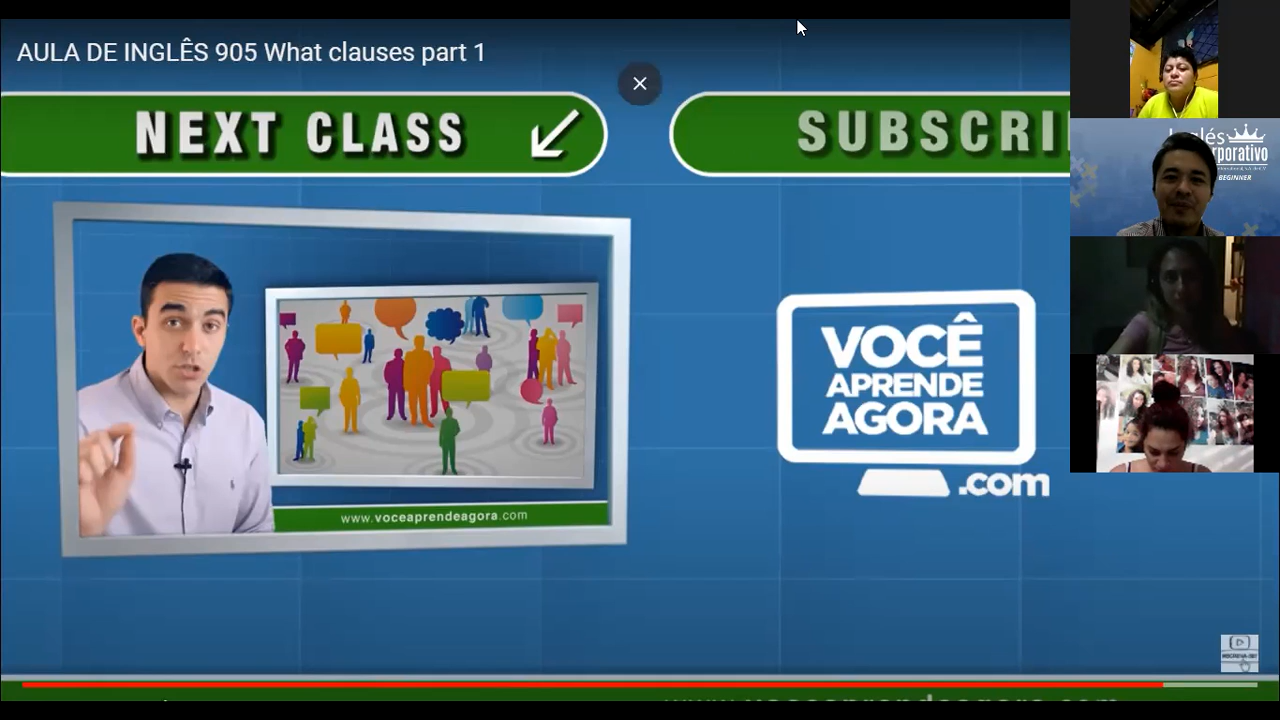 AULA DE INGLÊS 905 What clauses part 1
NEXT CLASS
SUBSCRI
VOCÊ
APRENDE
AGORA
.com
www.voceaprendeagora.com
Inglés
BEGINNER